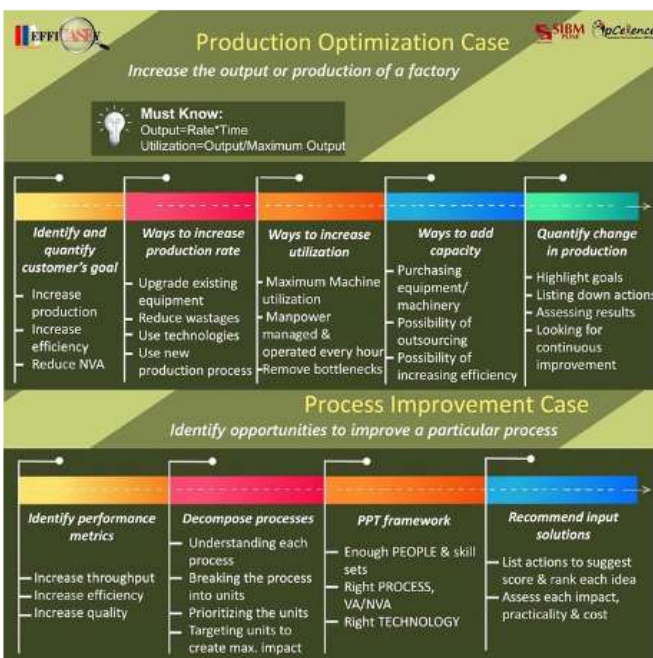 EFFICASEy
SIBM
PUNE
OpCellence
Production Optimization Case
Increase the output or production of a factory
Must Know:
Output=Rate*Time
Utilization=Output/Maximum Output
Identify and
quantify
customer's goal
Increase
production
Increase
efficiency
Reduce NVA
Ways to increase
production rate
Upgrade existing
equipment
Reduce wastages
Use technologies
Use new
production process
Ways to increase
utilization
Maximum Machine
utilization
Manpower
managed &
operated every hour
Remove bottlenecks
Ways to add
capacity
Purchasing
equipment/
machinery
Possibility of
outsourcing
Possibility of
increasing efficiency
Quantify change
in production
Highlight goals
Listing down actions
Assessing results
Looking for
continuous
improvement
Process Improvement Case
Identify opportunities to improve a particular process
Identify performance
metrics
Increase throughput
Increase efficiency
Increase quality
Decompose processes
Understanding each
process
Breaking the process
into units
Prioritizing the units
Targeting units to
create max. impact
PPT framework
Enough PEOPLE & skill
sets
Right PROCESS,
VA/NVA
Right TECHNOLOGY
Recommend input
solutions
List actions to suggest
score & rank each idea
Assess each impact,
practicality & cost